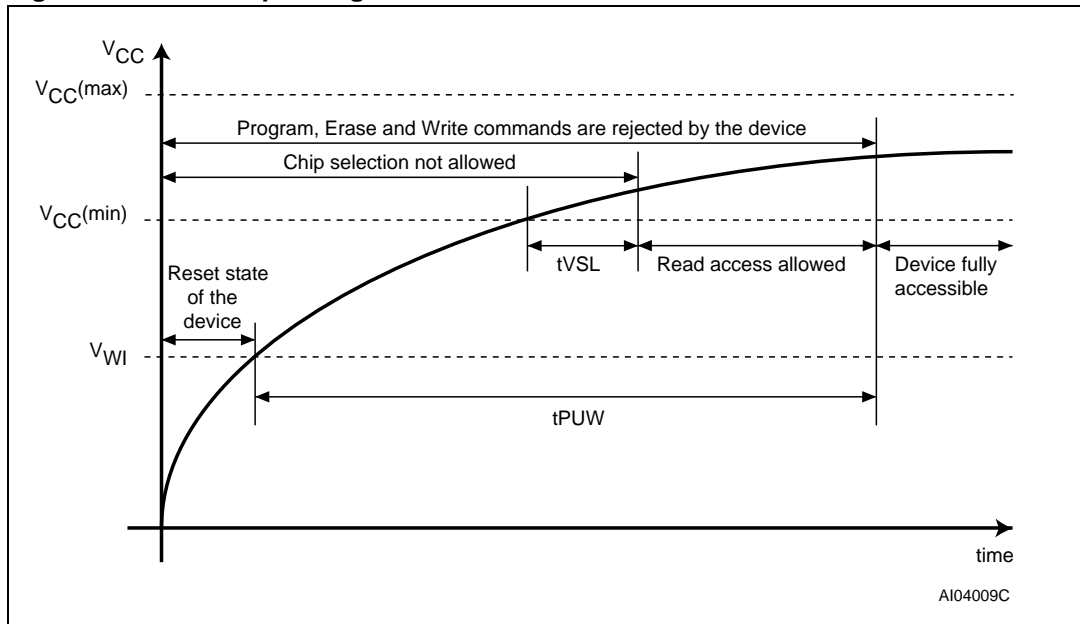 VCC
VCC(max)
Program, Erase and Write commands are rejected by the device
Chip selection not allowed
VCC(min)
tVSL
Read access allowed
Device fully
accessible
Reset state
of the
device
VWI
tPUW
time
AI04009C